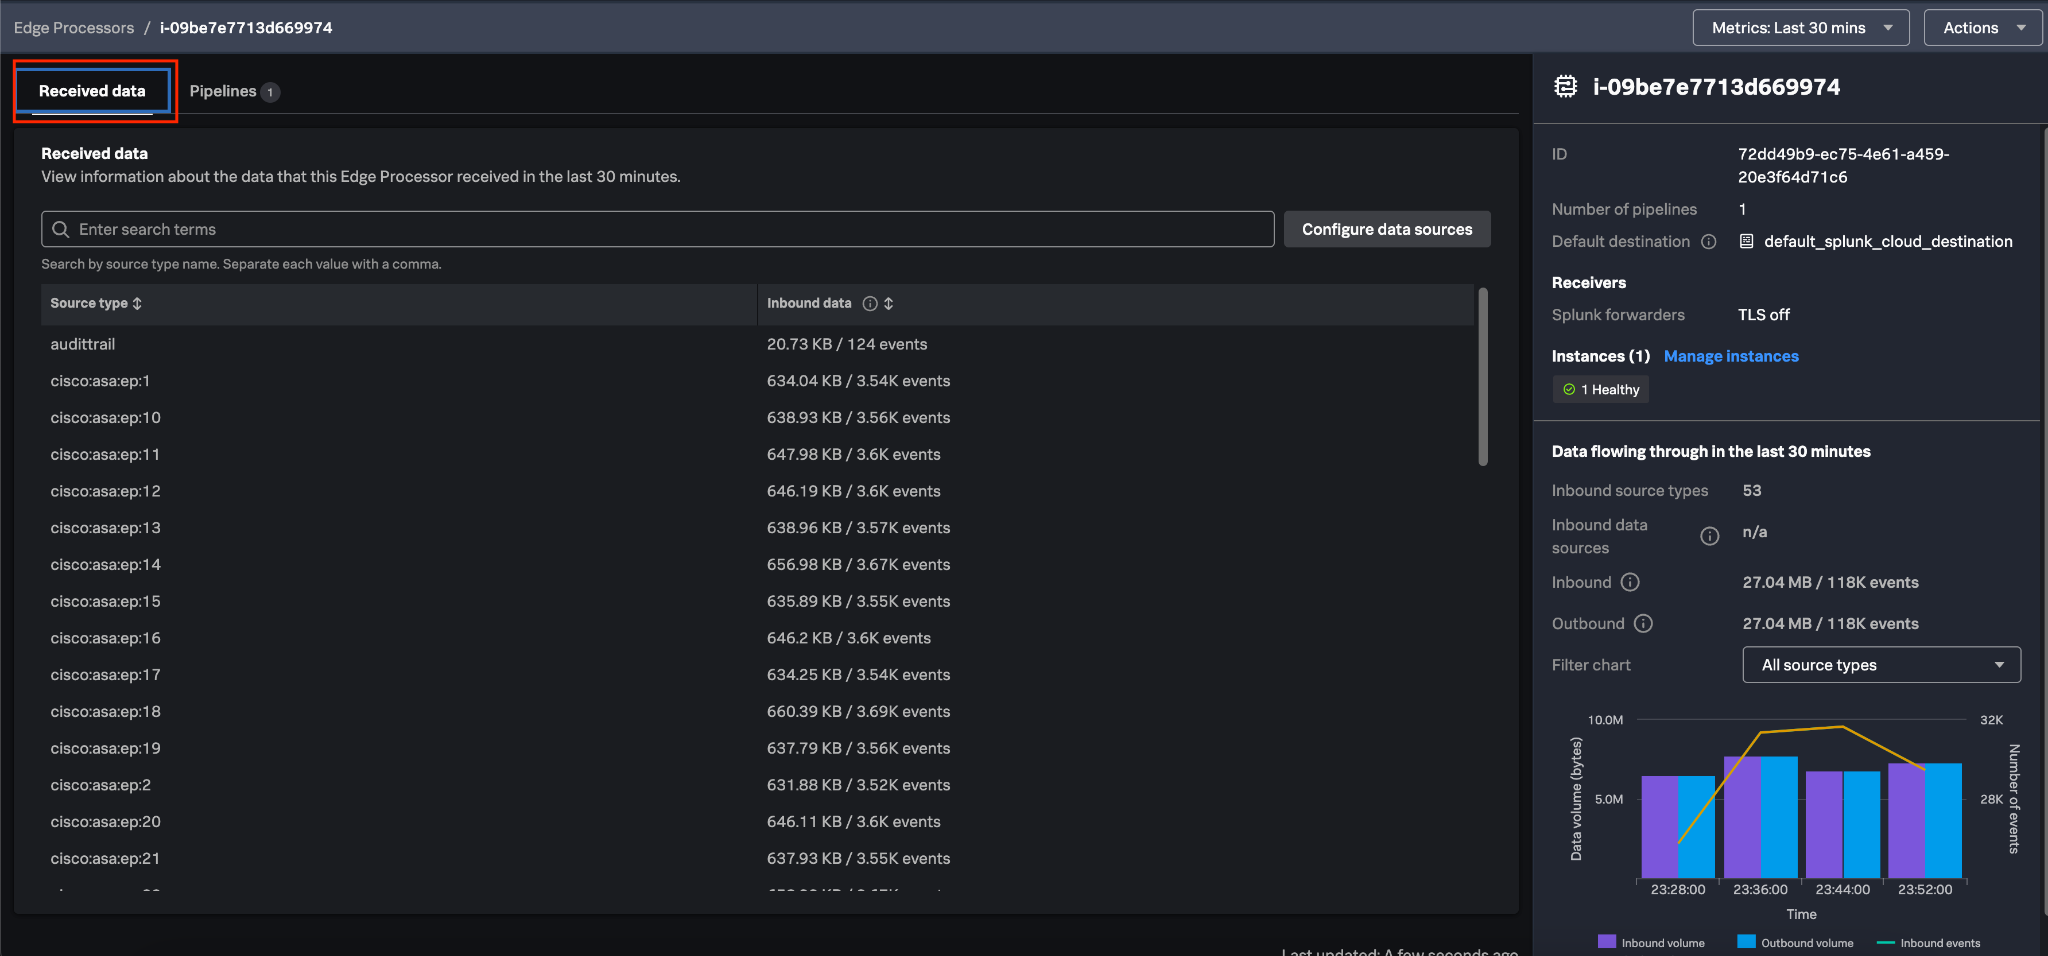 Edge Processors / i-09be7e7713d669974
Metrics: Last 30 mins
Actions
Received data
Pipelines 1
Received data
View information about the data that this Edge Processor received in the last 30 minutes.
Enter search terms
Configure data sources
Search by source type name. Separate each value with a comma.
Source type Inbound data
audittrail 20.73 KB / 124 events
cisco:asa:ep:1 634.04 KB / 3.54K events
cisco:asa:ep:10 638.93 KB / 3.56K events
cisco:asa:ep:11 647.98 KB / 3.6K events
cisco:asa:ep:12 646.19 KB / 3.6K events
cisco:asa:ep:13 638.96 KB / 3.57K events
cisco:asa:ep:14 656.98 KB / 3.67K events
cisco:asa:ep:15 635.89 KB / 3.55K events
cisco:asa:ep:16 646.2 KB / 3.6K events
cisco:asa:ep:17 634.25 KB / 3.54K events
cisco:asa:ep:18 660.39 KB / 3.69K events
cisco:asa:ep:19 637.79 KB / 3.56K events
cisco:asa:ep:2 631.88 KB / 3.52K events
cisco:asa:ep:20 646.11 KB / 3.6K events
cisco:asa:ep:21 637.93 KB / 3.55K events
Last updated: A few seconds ago
i-09be7e7713d669974
ID 72dd49b9-ec75-4e61-a459-
20e3f64d71c6
Number of pipelines 1
Default destination default_splunk_cloud_destination
Receivers
Splunk forwarders TLS off
Instances (1) Manage instances
1 Healthy
Data flowing through in the last 30 minutes
Inbound source types 53
Inbound data
sources n/a
Inbound 27.04 MB / 118K events
Outbound 27.04 MB / 118K events
Filter chart All source types
10.0M 32K
5.0M 28K
Data volume (bytes)
Number of events
23:28:00 23:36:00 23:44:00 23:52:00
Time
Inbound volume Outbound volume Inbound events